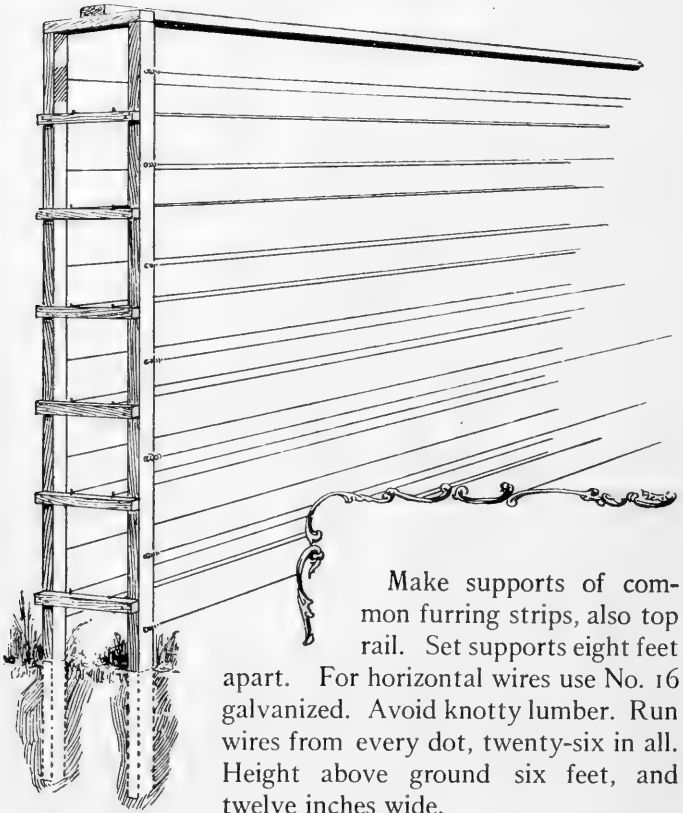 Make supports of com-
mon furring strips, also top
rail. Set supports eight feet
apart. For horizontal wires use No. 16
galvanized. Avoid knotty lumber. Run
wires from every dot, twenty-six in all.
Height above ground six feet, and
twelve inches wide.